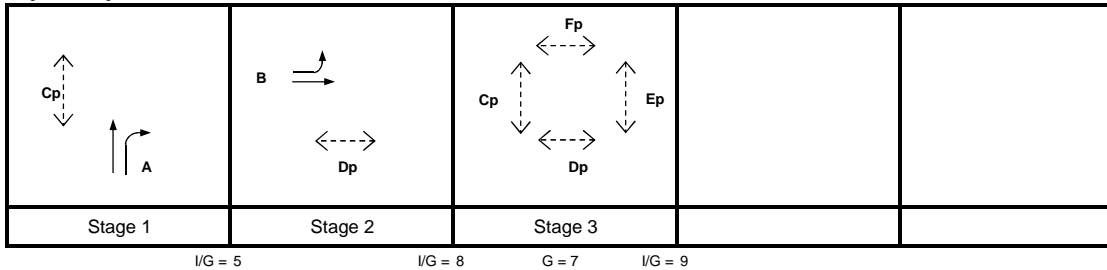 Fp
B
Cp
Cp
Ep
A
Dp
Dp
Stage 1
Stage 2
Stage 3
I/G = 5
I/G = 8
G = 7
I/G = 9